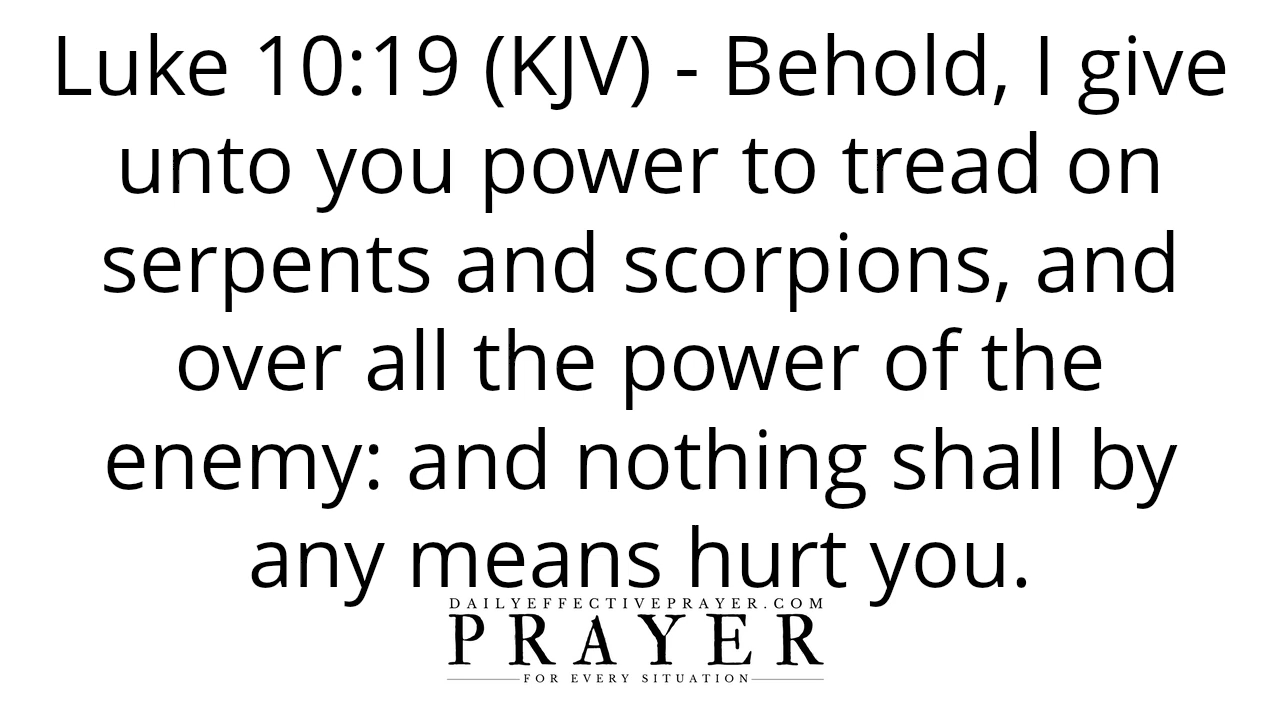 Luke 10:19 (KJV) - Behold, I give
unto you power to tread on
serpents and scorpions, and
over all the power of the
enemy: and nothing shall by
any means hurt you.
DAILYEFFECTIVEPRAYER.COM
PRAYER
FOR EVERY SITUATION